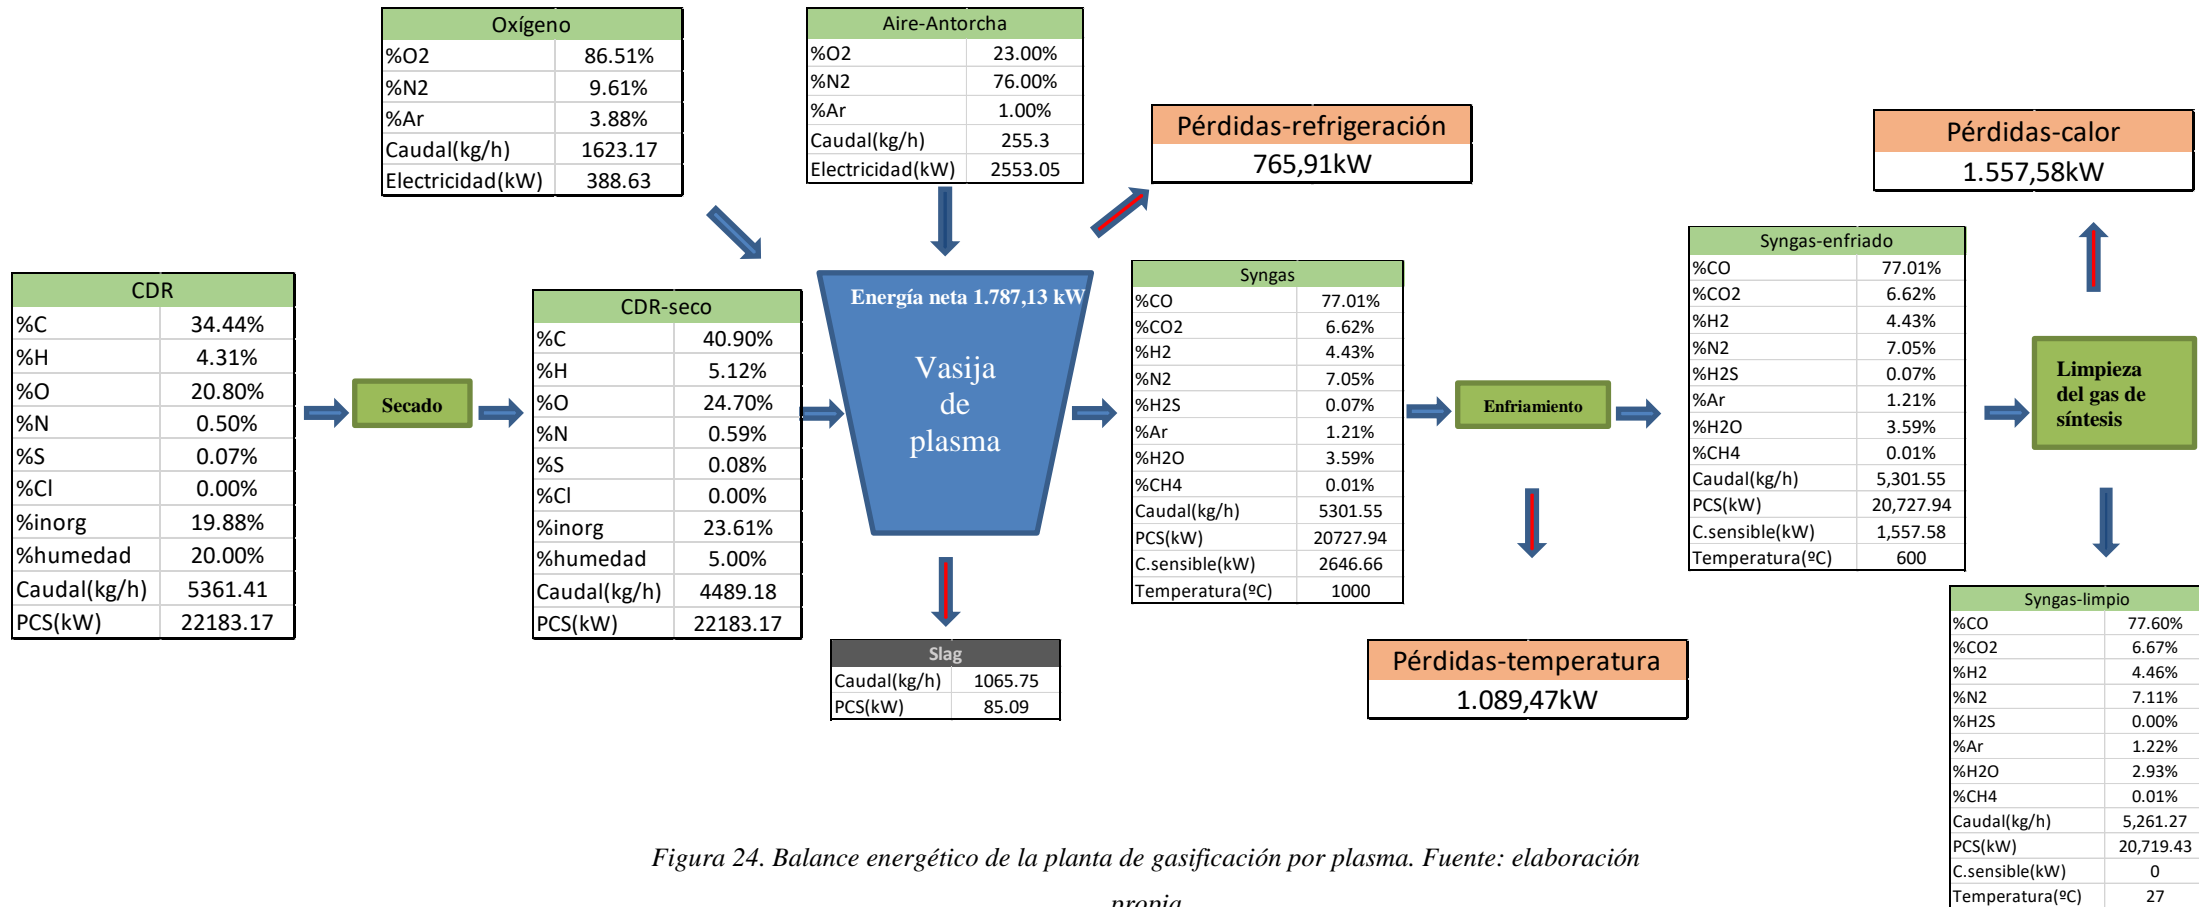 Oxígeno
%O2 86.51%
%N2 9.61%
%Ar 3.88%
Caudal(kg/h) 1623.17
Electricidad(kW) 388.63
Aire-Antorcha
%O2 23.00%
%N2 76.00%
%Ar 1.00%
Caudal(kg/h) 255.3
Electricidad(kW) 2553.05
Pérdidas-refrigeración
765,91kW
Pérdidas-calor
1.557,58kW
CDR
%C 34.44%
%H 4.31%
%O 20.80%
%N 0.50%
%S 0.07%
%Cl 0.00%
%inorg 19.88%
%humedad 20.00%
Caudal(kg/h) 5361.41
PCS(kW) 22183.17
Secado
CDR-seco
%C 40.90%
%H 5.12%
%O 24.70%
%N 0.59%
%S 0.08%
%Cl 0.00%
%inorg 23.61%
%humedad 5.00%
Caudal(kg/h) 4489.18
PCS(kW) 22183.17
Energía neta 1.787,13 kW
Vasija
de
plasma
Slag
Caudal(kg/h) 1065.75
PCS(kW) 85.09
Syngas
%CO 77.01%
%CO2 6.62%
%H2 4.43%
%N2 7.05%
%H2S 0.07%
%Ar 1.21%
%H2O 3.59%
%CH4 0.01%
Caudal(kg/h) 5301.55
PCS(kW) 20727.94
C.sensible(kW) 2646.66
Temperatura(ºC) 1000
Enfriamiento
Pérdidas-temperatura
1.089,47kW
Syngas-enfriado
%CO 77.01%
%CO2 6.62%
%H2 4.43%
%N2 7.05%
%H2S 0.07%
%Ar 1.21%
%H2O 3.59%
%CH4 0.01%
Caudal(kg/h) 5,301.55
PCS(kW) 20,727.94
C.sensible(kW) 1,557.58
Temperatura(ºC) 600
Limpieza
del gas de
síntesis
Syngas-limpio
%CO 77.60%
%CO2 6.67%
%H2 4.46%
%N2 7.11%
%H2S 0.00%
%Ar 1.22%
%H2O 2.93%
%CH4 0.01%
Caudal(kg/h) 5,261.27
PCS(kW) 20,719.43
C.sensible(kW) 0
Temperatura(ºC) 27
Figura 24. Balance energético de la planta de gasificación por plasma. Fuente: elaboración
propia